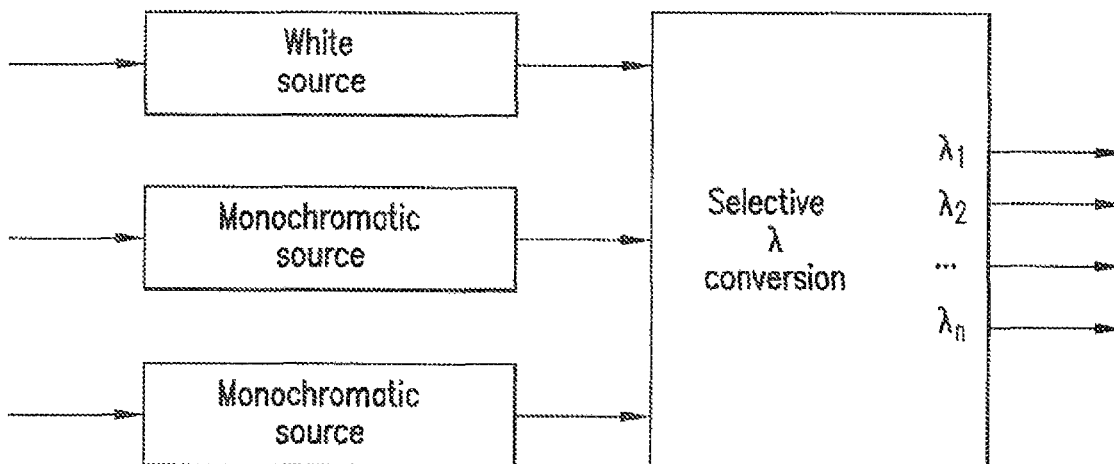 White
source
Monochromatic
source
Monochromatic
source
Selective
λ
conversion
λ1
λ2
...
λn